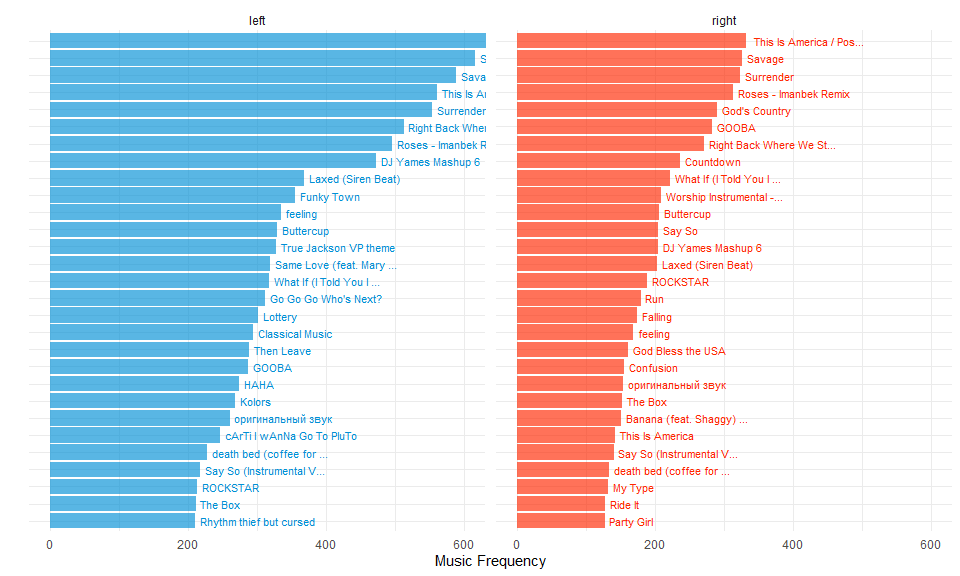 left
S
Sava
This Is Ar
Surrender
Right Back Wher
Roses - Imanbek R
DJ Yames Mashup 6
Laxed (Siren Beat)
Funky Town
feeling
Buttercup
True Jackson VP theme
Same Love (feat. Mary ...
What If (I Told You I ...
Go Go Go Who's Next?
Lottery
Classical Music
Then Leave
GOOBA
HAHA
Kolors
оригинальный звук
cArTi I wAnNa Go To PluTo
death bed (coffee for ...
Say So (Instrumental V...
ROCKSTAR
The Box
Rhythm thief but cursed
0 200 400 600
right
This Is America / Pos...
Savage
Surrender
Roses - Imanbek Remix
God's Country
GOOBA
Right Back Where We St...
Countdown
What If (I Told You I ...
Worship Instrumental -...
Buttercup
Say So
DJ Yames Mashup 6
Laxed (Siren Beat)
ROCKSTAR
Run
Falling
feeling
God Bless the USA
Confusion
оригинальный звук
The Box
Banana (feat. Shaggy) ...
This Is America
Say So (Instrumental V...
death bed (coffee for ...
My Type
Ride It
Party Girl
0 200 400 600
Music Frequency